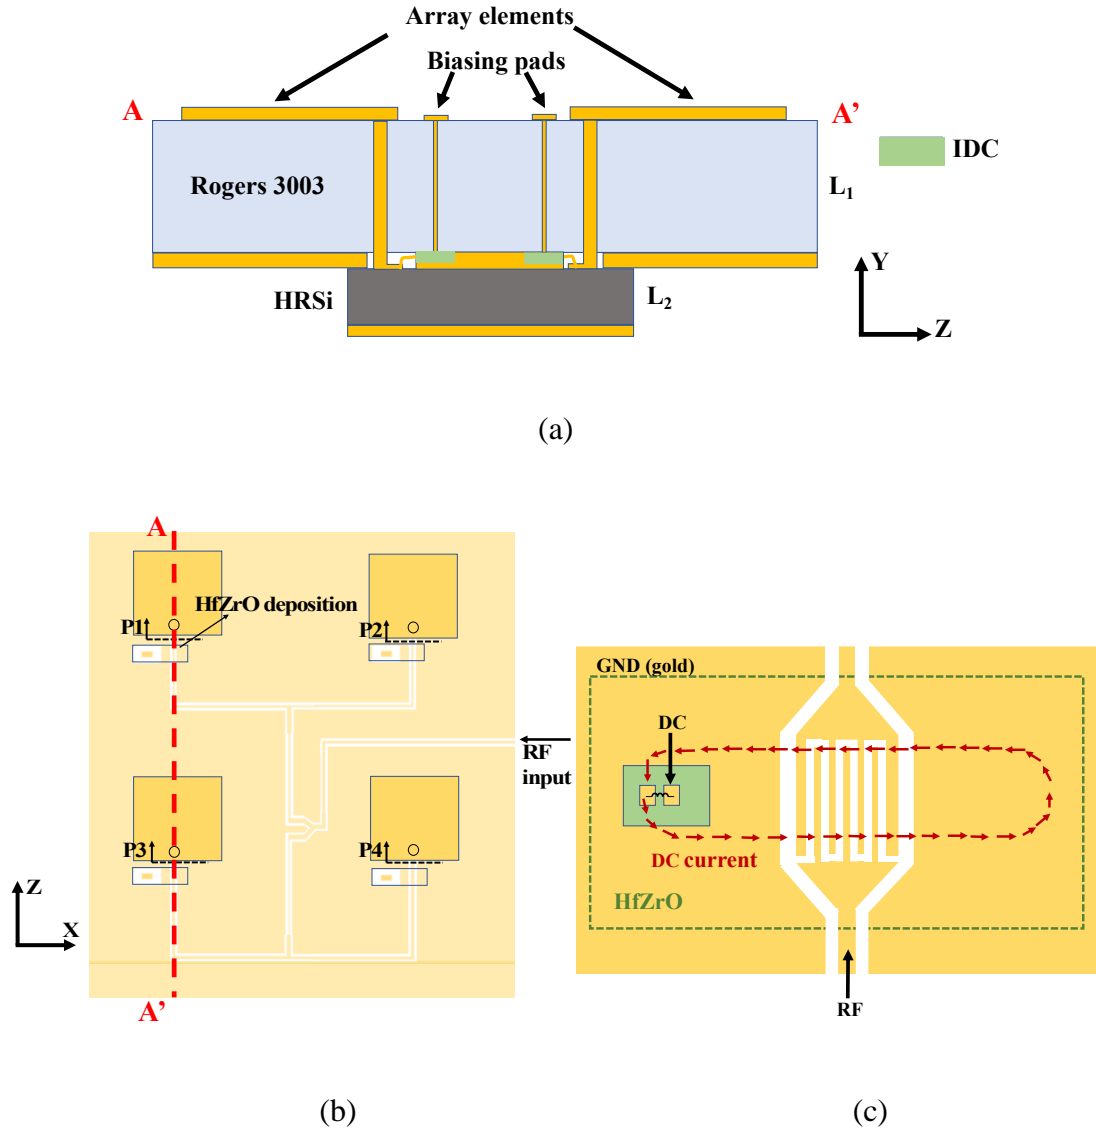 Array elements
Biasing pads
A
A’
IDC
Rogers 3003
L1
HRSi
L2
Y
Z
(a)
A
HfZrO deposition
P1
P2
GND (gold)
DC
RF
input
P3
P4
DC current
HfZrO
Z
X
A’
RF
(b)
(c)